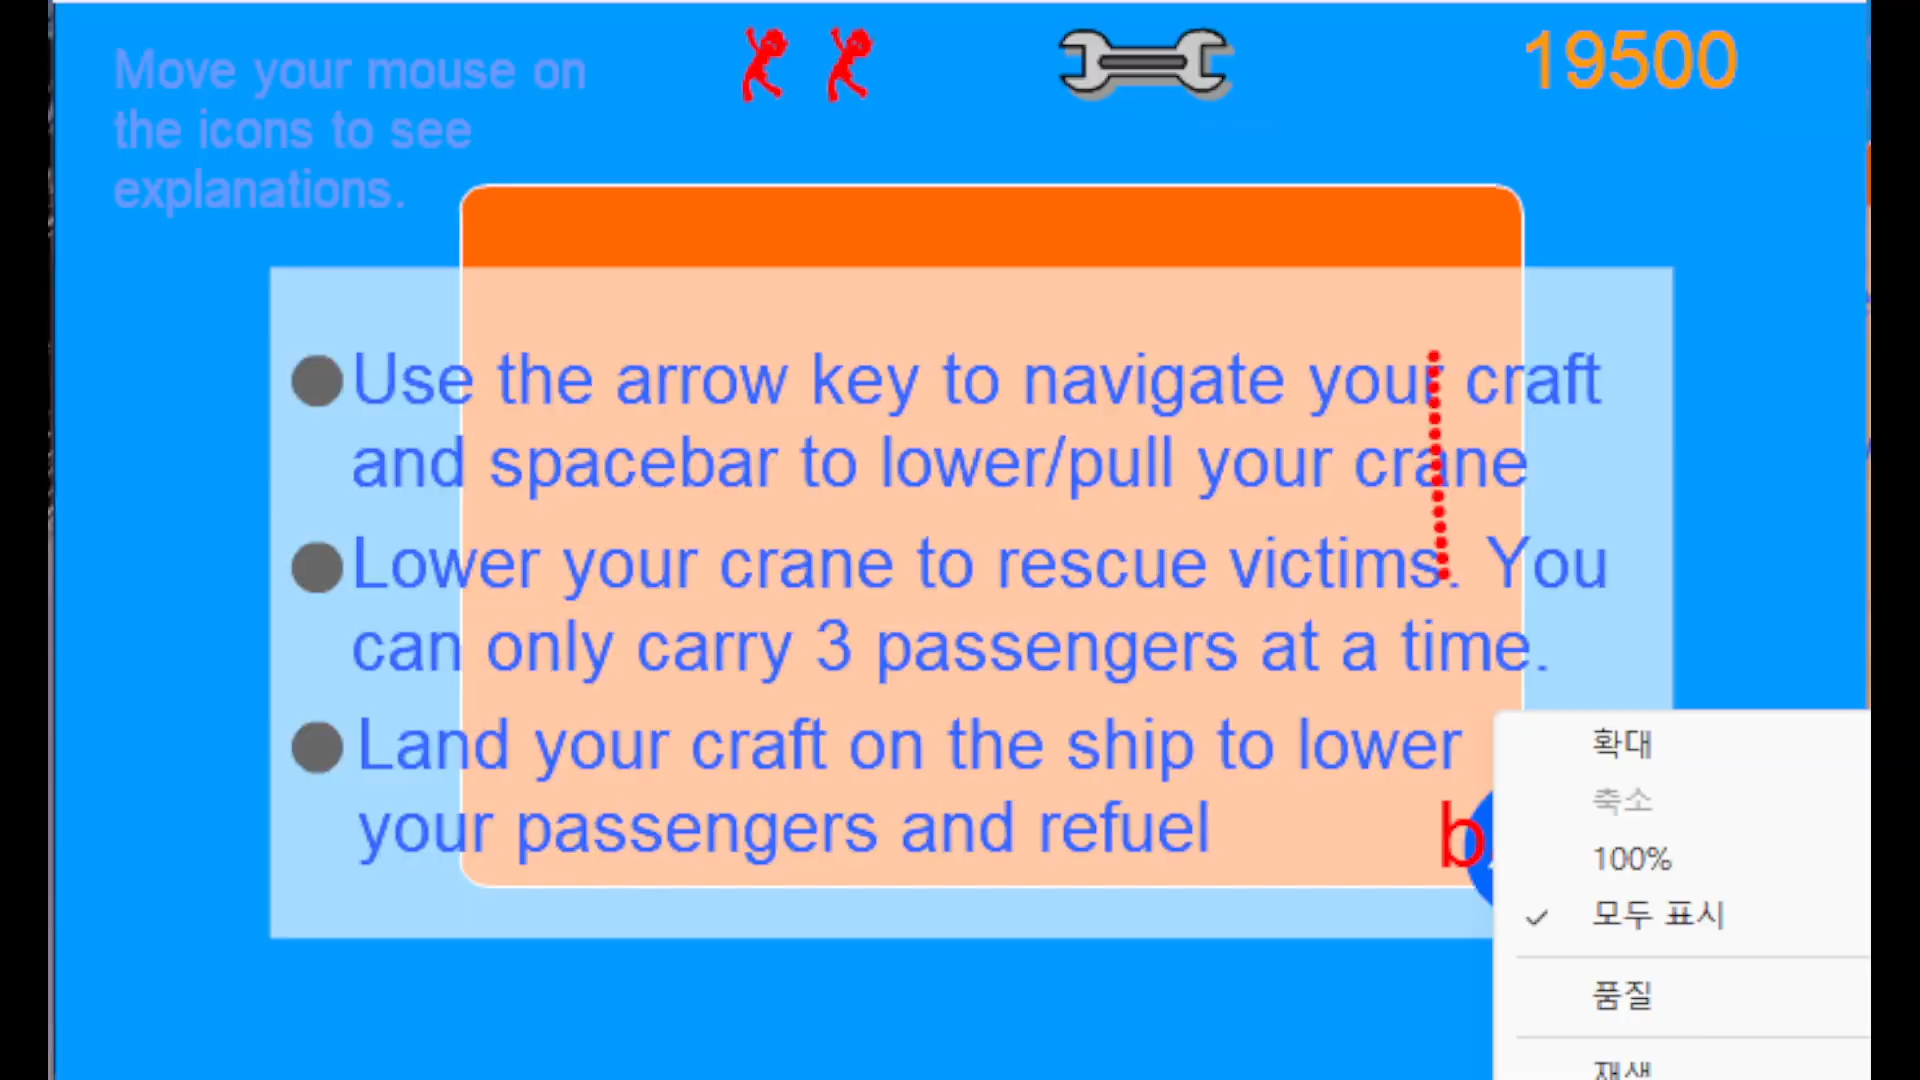 Move your mouse on
the icons to see
explanations.
19500
Use the arrow key to navigate your craft
and spacebar to lower/pull your crane
Lower your crane to rescue victims. You
can only carry 3 passengers at a time.
Land your craft on the ship to lower
your passengers and refuel
b
확대
축소
100%
모두 표시
품질
재생